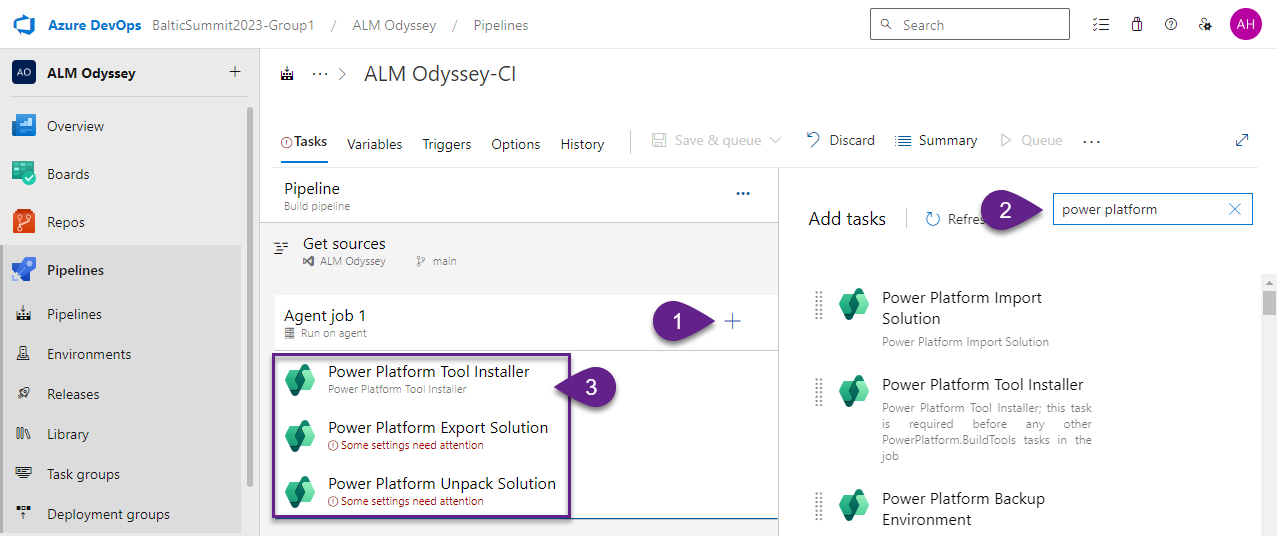 Azure DevOps BalticSummit2023-Group1 / ALM Odyssey / Pipelines
Search
AH
AO ALM Odyssey +
Overview
Boards
Repos
Pipelines
Pipelines
Environments
Releases
Library
Task groups
Deployment groups
... > ALM Odyssey-CI
Tasks Variables Triggers Options History
Save & queue Discard Summary Queue ...
Pipeline ...
Build pipeline
Get sources
ALM Odyssey main
Agent job 1
Run on agent
1
Power Platform Tool Installer
Power Platform Tool Installer
3
Power Platform Export Solution
Some settings need attention
Power Platform Unpack Solution
Some settings need attention
Add tasks
2
power platform
Power Platform Import
Solution
Power Platform Import Solution
Power Platform Tool Installer
Power Platform Tool Installer; this task
is required before any other
PowerPlatform.BuildTools tasks in the
job
Power Platform Backup
Environment